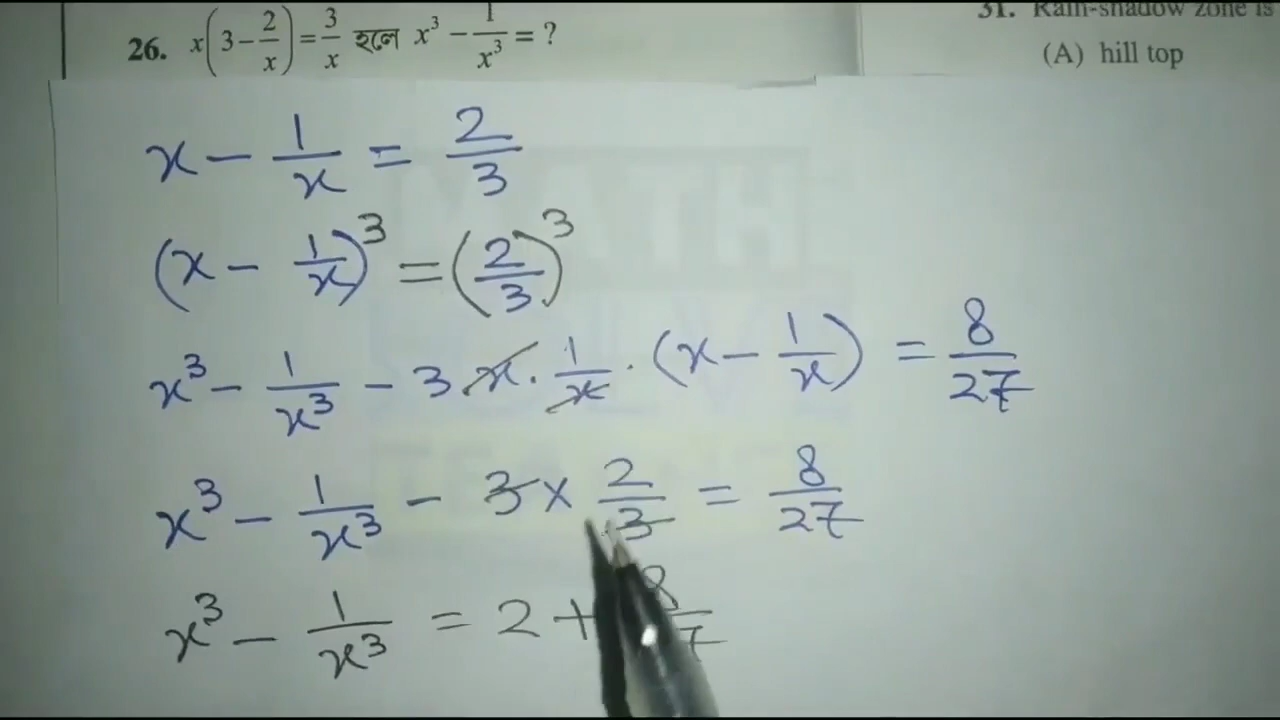 26. x(3-2/x)=3/x হলে x³-1/x³=?
31. Rain-shadow zone is
(A) hill top
x - 1/x = 2/3
(x - 1/x)³ = (2/3)³
x³ - 1/x³ - 3.x.1/x.(x - 1/x) = 8/27
x³ - 1/x³ - 3 × 2/3 = 8/27
x³ - 1/x³ = 2 + 8/27